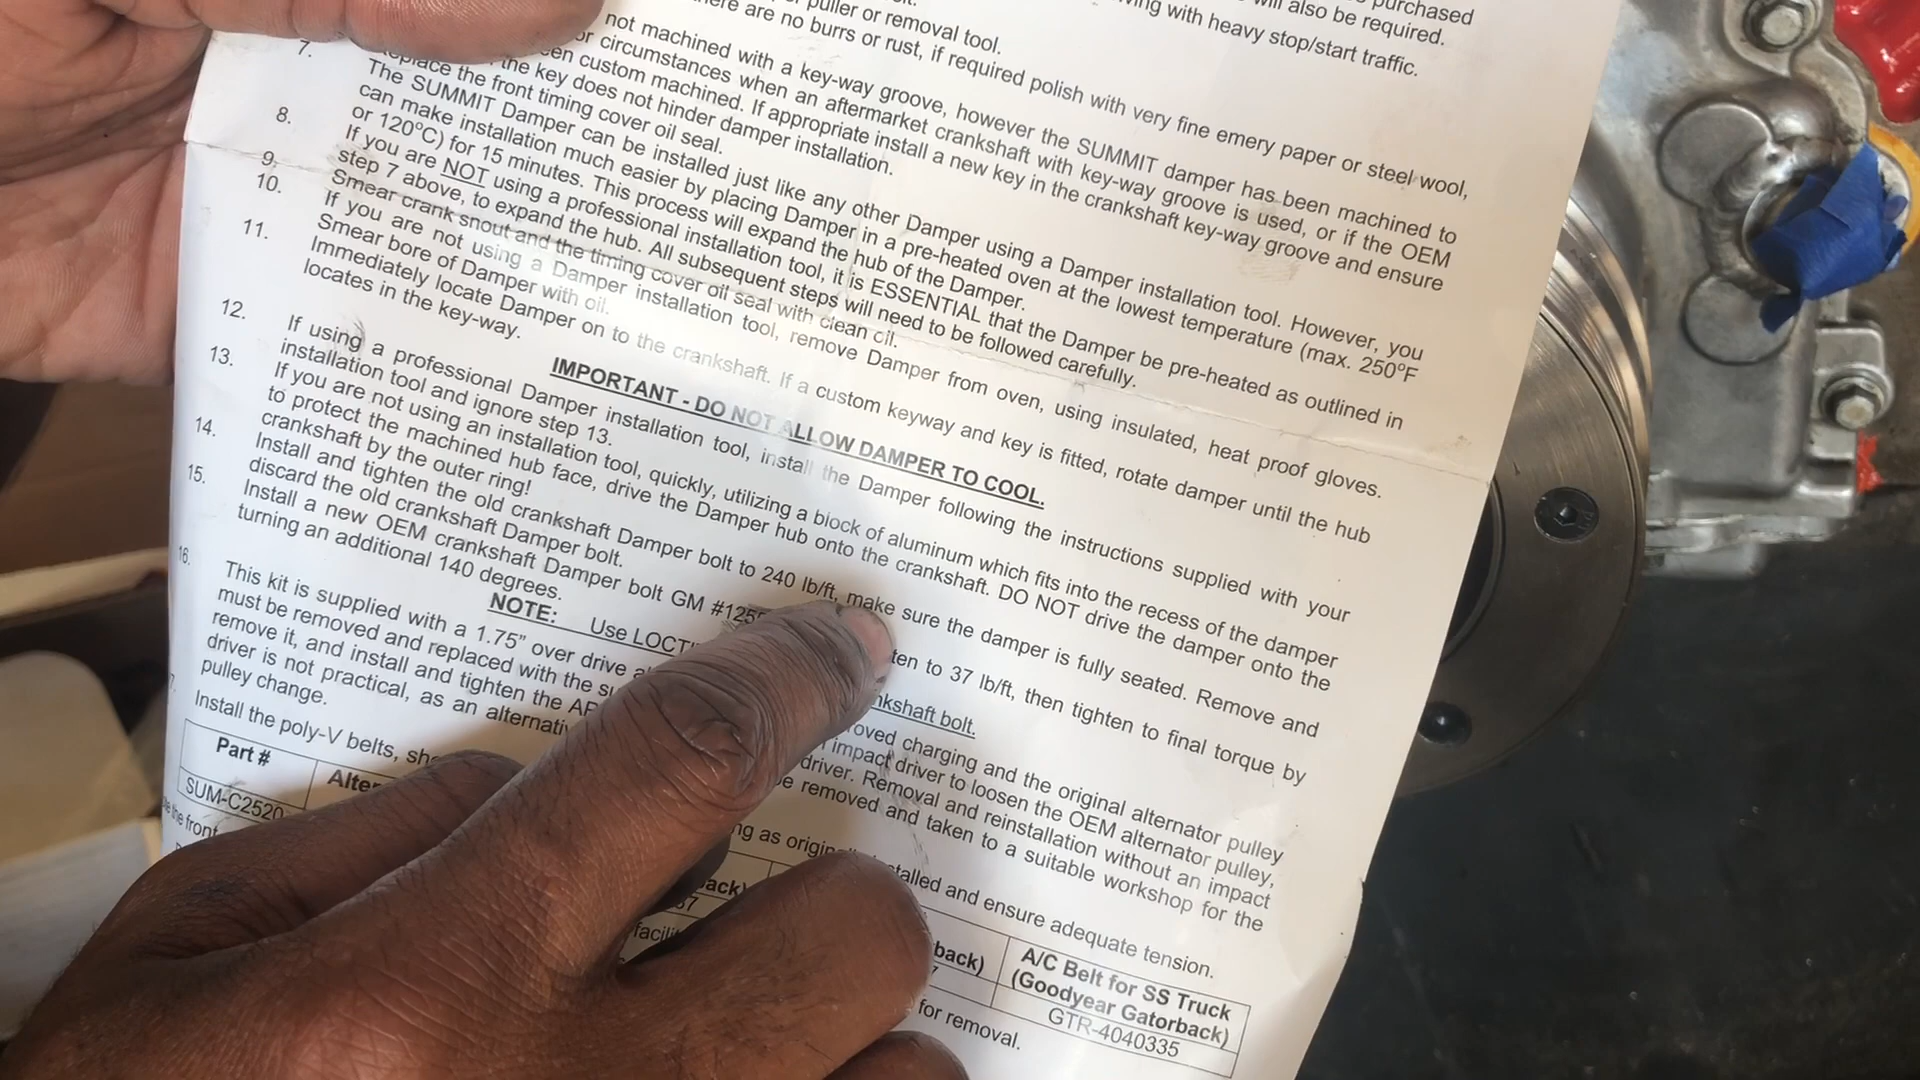 purchased
will also be required.
with heavy stop/start traffic.
puller or removal tool.
there are no burrs or rust, if required polish with very fine emery paper or steel wool,
not machined with a key-way groove, however the SUMMIT damper has been machined to
or circumstances when an aftermarket crankshaft with key-way groove is used, or if the OEM
custom machined. If appropriate install a new key in the crankshaft key-way groove and ensure
the key does not hinder damper installation.
7. Replace the front timing cover oil seal.
8. The SUMMIT Damper can be installed just like any other Damper using a Damper installation tool. However, you
can make installation much easier by placing Damper in a pre-heated oven at the lowest temperature (max. 250ºF
or 120ºC) for 15 minutes. This process will expand the hub of the Damper.
If you are NOT using a professional installation tool, it is ESSENTIAL that the Damper be pre-heated as outlined in
step 7 above, to expand the hub. All subsequent steps will need to be followed carefully.
9. Smear crank snout and the timing cover oil seal with clean oil.
10. If you are not using a Damper installation tool, remove Damper from oven, using insulated, heat proof gloves.
Smear bore of Damper with oil.
11. Immediately locate Damper on to the crankshaft. If a custom keyway and key is fitted, rotate damper until the hub
locates in the key-way.
IMPORTANT - DO NOT ALLOW DAMPER TO COOL.
12. If using a professional Damper installation tool, install the Damper following the instructions supplied with your
installation tool and ignore step 13.
13. If you are not using an installation tool, quickly, utilizing a block of aluminum which fits into the recess of the damper
to protect the machined hub face, drive the Damper hub onto the crankshaft. DO NOT drive the damper onto the
crankshaft by the outer ring!
14. Install and tighten the old crankshaft Damper bolt to 240 lb/ft, make sure the damper is fully seated. Remove and
discard the old crankshaft Damper bolt.
15. Install a new OEM crankshaft Damper bolt GM #125 to 37 lb/ft, then tighten to final torque by
turning an additional 140 degrees.
NOTE: Use bolt.
16. This kit is supplied with a 1.75” over drive charging and the original alternator pulley
must be removed and replaced with the impact driver to loosen the OEM alternator pulley,
remove it, and install and tighten the driver. Removal and reinstallation without an impact
driver is not practical, as an be removed and taken to a suitable workshop for the
pulley change.
Install the poly-V belts, as and ensure adequate tension.
Part # A/C Belt for SS Truck
(Goodyear Gatorback)
SUM-C2520 GTR-4040335
the front for removal.